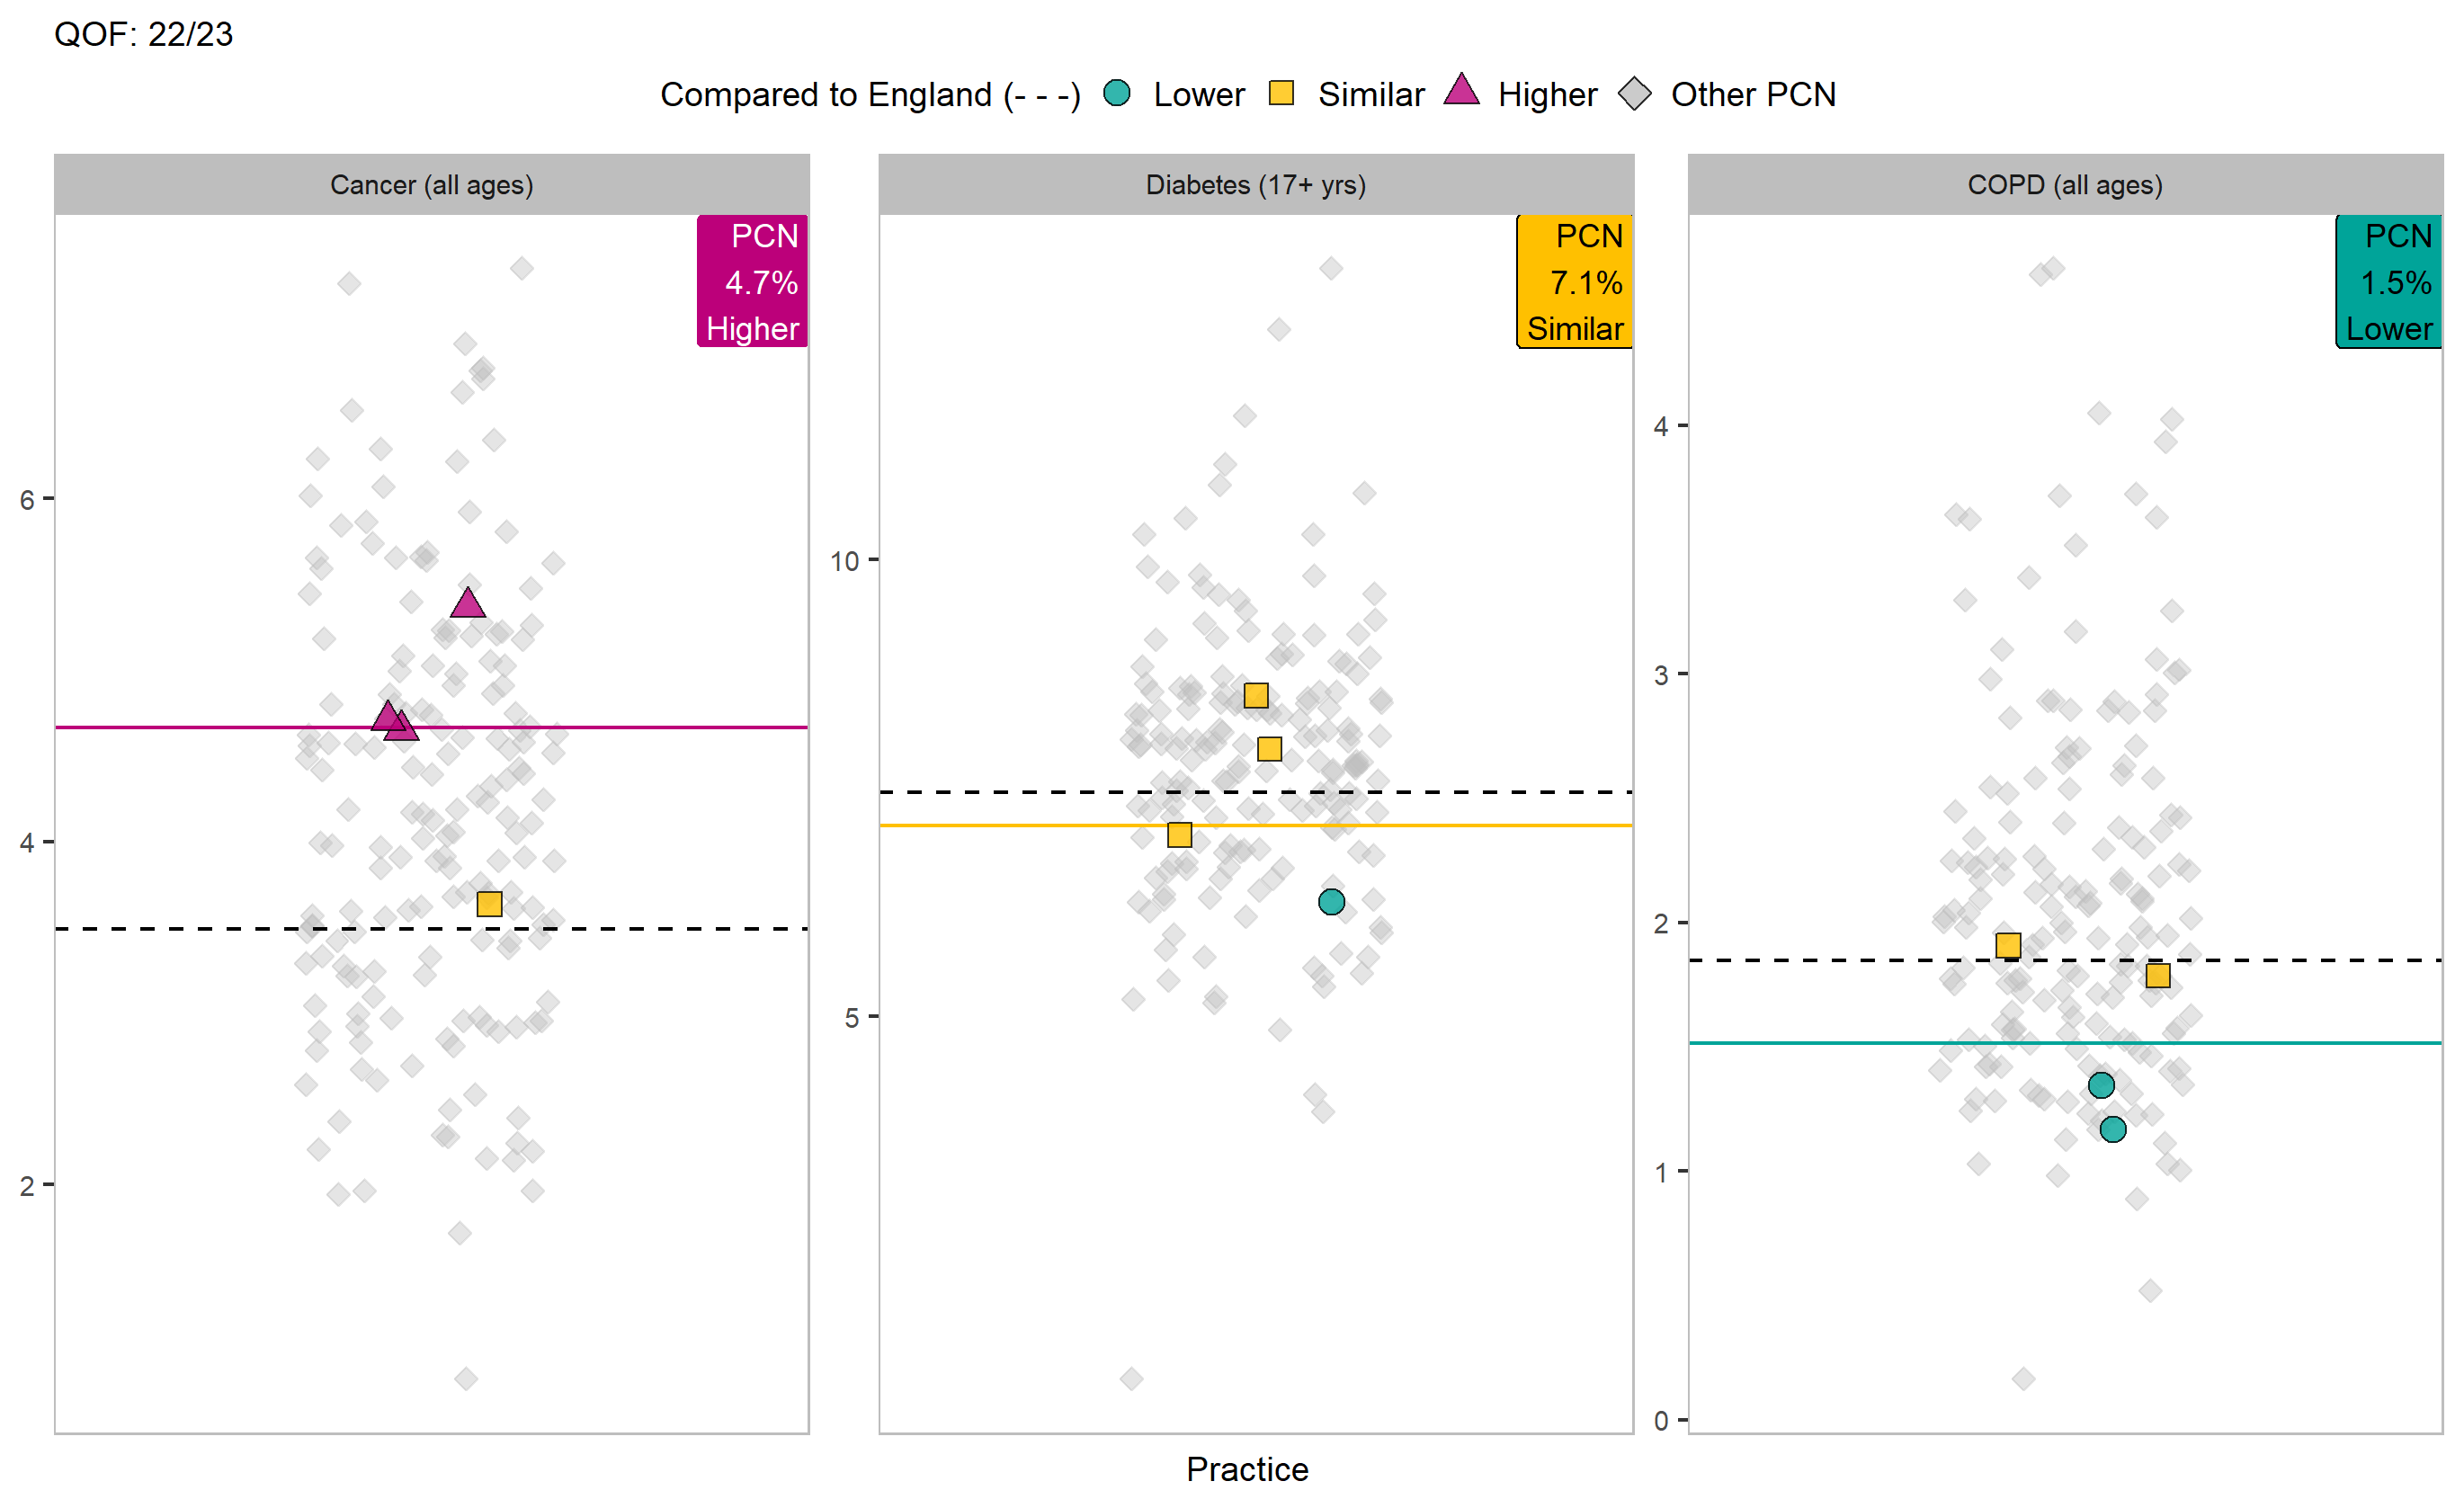 QOF: 22/23
Compared to England (- - -) Lower Similar Higher Other PCN
Cancer (all ages)
PCN
4.7%
Higher
6
4
2
Diabetes (17+ yrs)
PCN
7.1%
Similar
10
5
COPD (all ages)
PCN
1.5%
Lower
4
3
2
1
0
Practice